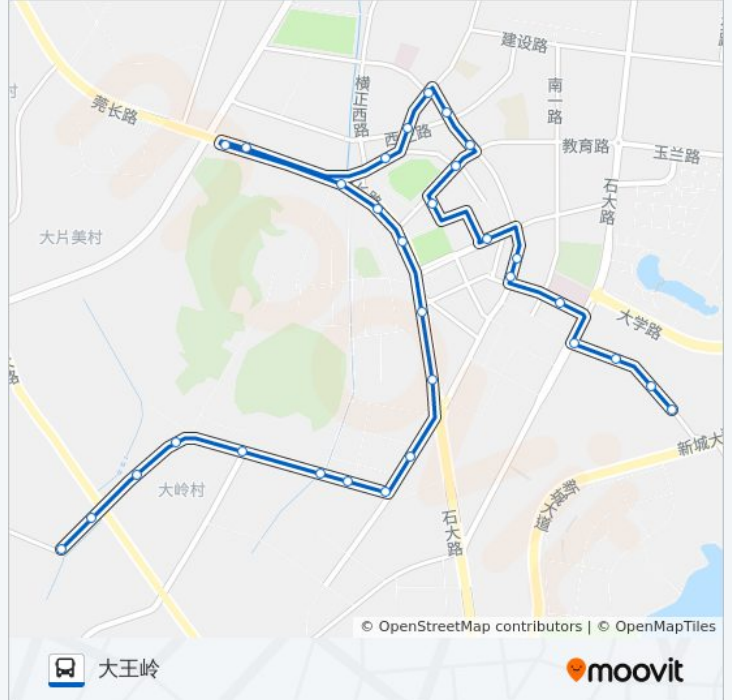 建设路
横正西路
南一路
莞长路
教育路
玉兰路
石大路
大片美村
大学路
新城大
大岭村
新城大道
石大路
© OpenStreetMap contributors | © OpenMapTiles
大王岭
moovit